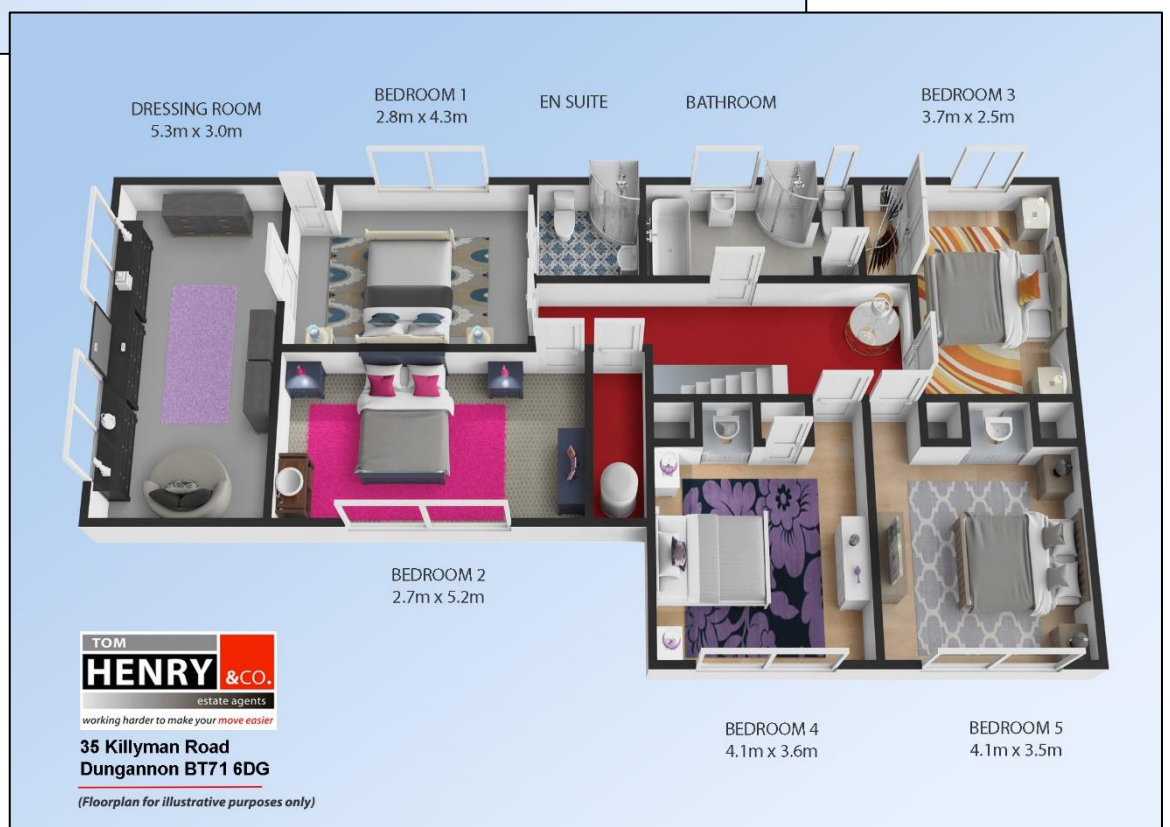 DRESSING ROOM
5.3m x 3.0m
BEDROOM 1
2.8m x 4.3m
EN SUITE
BATHROOM
BEDROOM 3
3.7m x 2.5m
BEDROOM 2
2.7m x 5.2m
BEDROOM 4
4.1m x 3.6m
BEDROOM 5
4.1m x 3.5m
TOM
HENRY &CO.
estate agents
working harder to make your move easier
35 Killyman Road
Dungannon BT71 6DG
(Floorplan for illustrative purposes only)